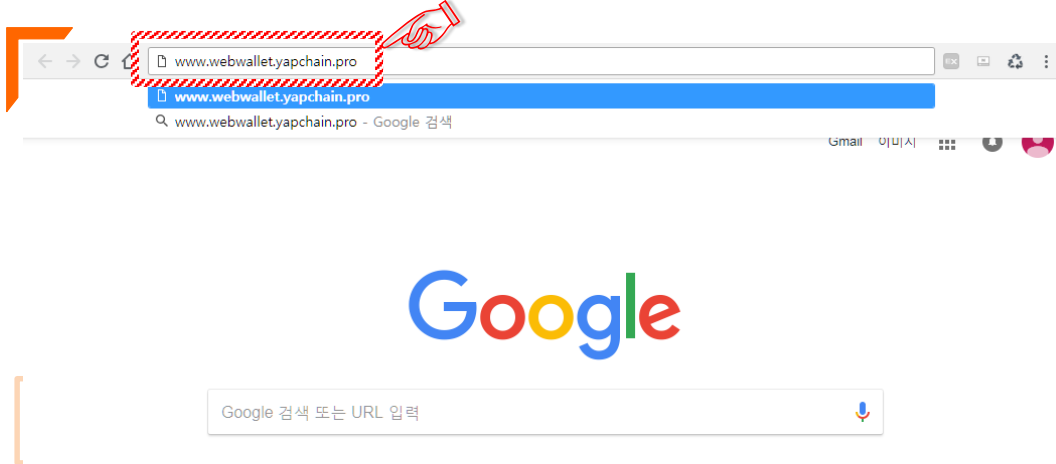 www.webwallet.yapchain.pro
www.webwallet.yapchain.pro
www.webwallet.yapchain.pro - Google 검색
Gmail 이미지
Google
Google 검색 또는 URL 입력